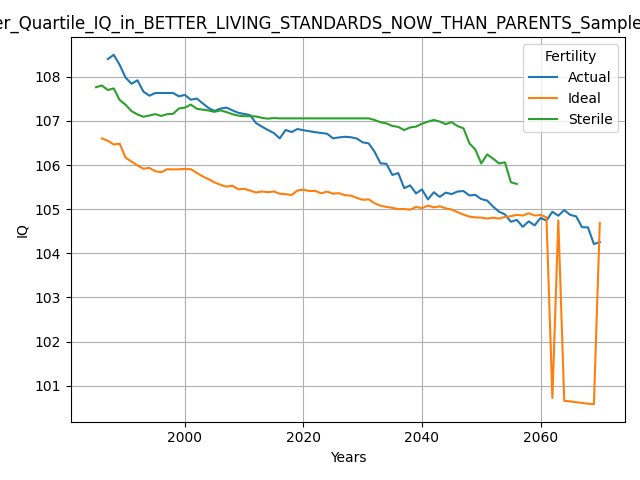 er_Quartile_IQ_in_BETTER_LIVING_STANDARDS_NOW_THAN_PARENTS_Sample
Fertility
Actual
Ideal
Sterile
IQ
108
107
106
105
104
103
102
101
2000
2020
2040
2060
Years